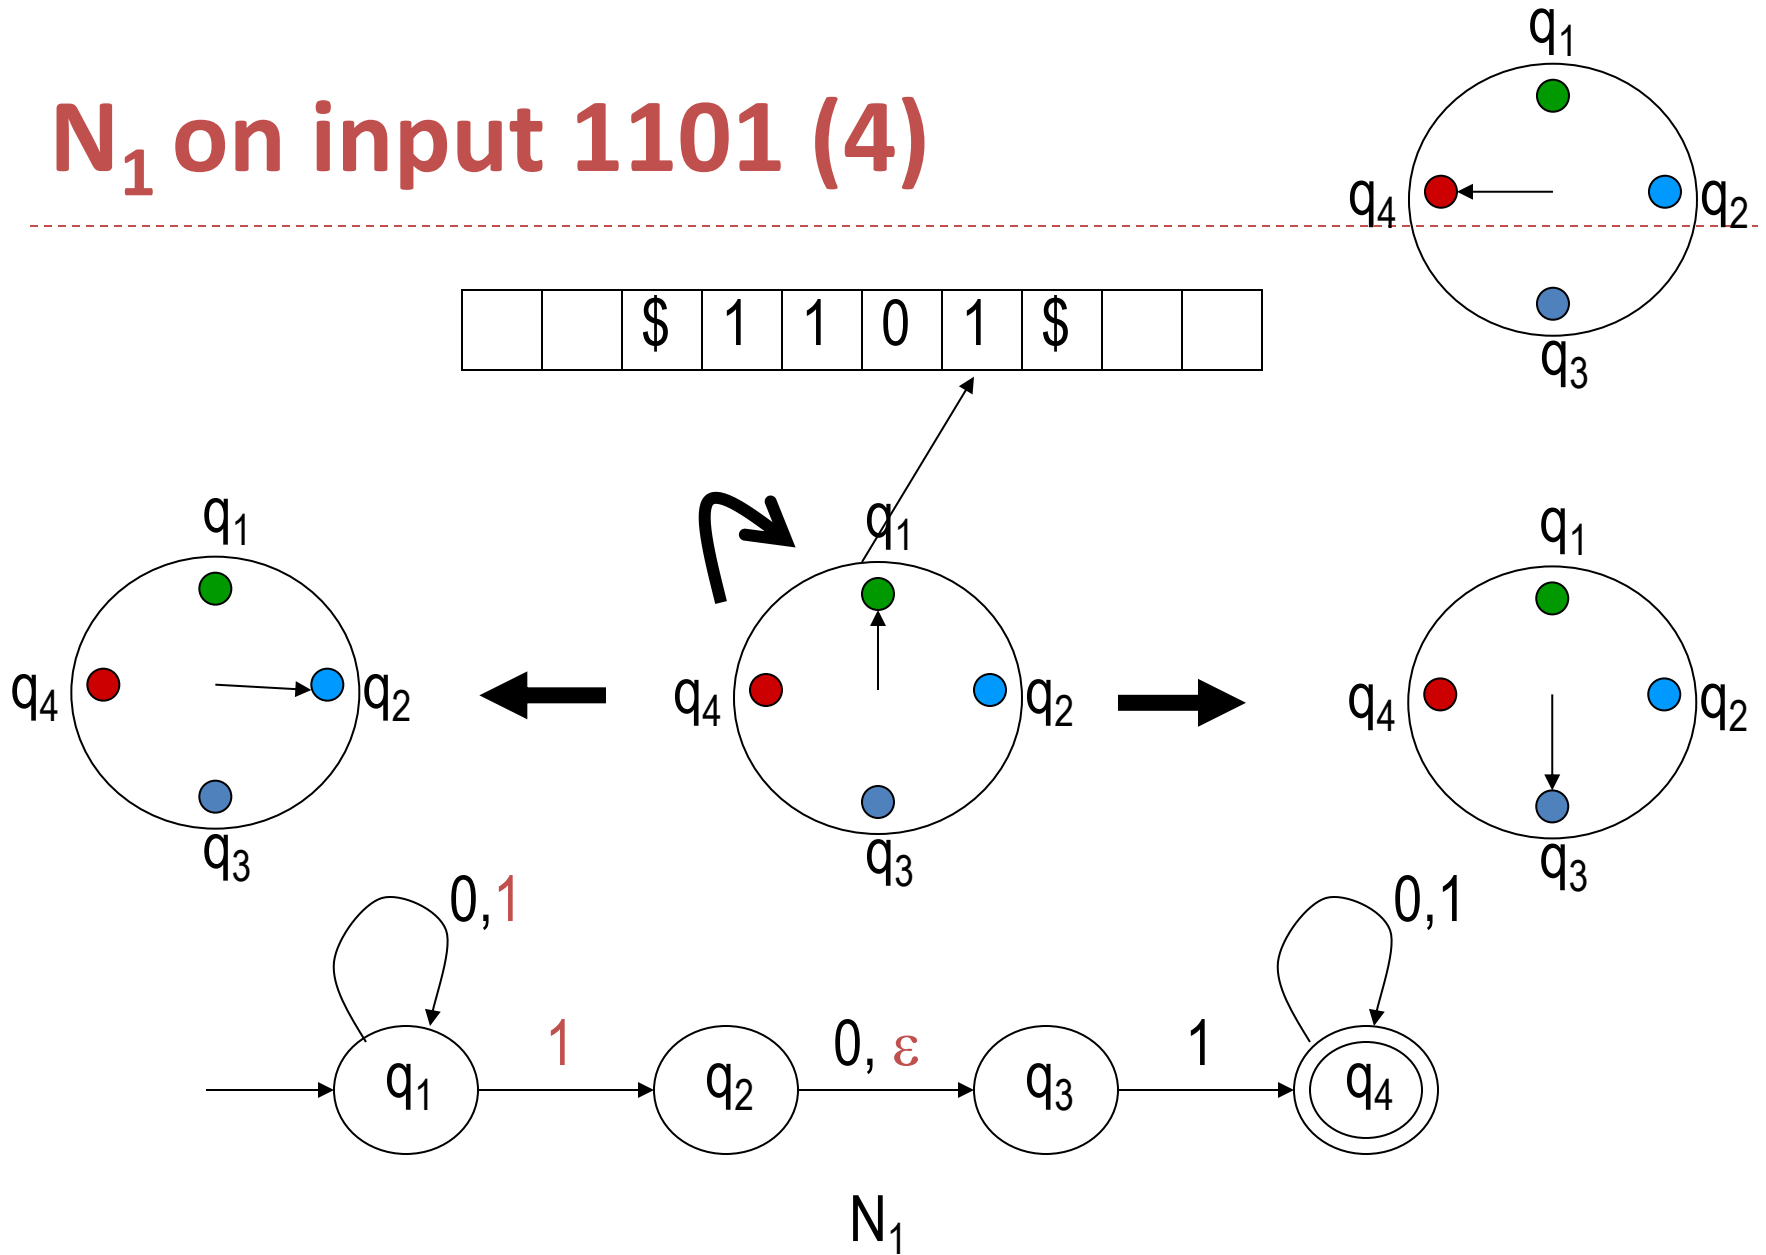 q1
N1 on input 1101 (4)
q4 q2
$ 1 1 0 1 $
q3
q1 q1 q1
q4 q2 q4 q2 q4 q2
q3 q3 q3
0,1 0,1
1 0, ε 1
q1 q2 q3 q4
N1